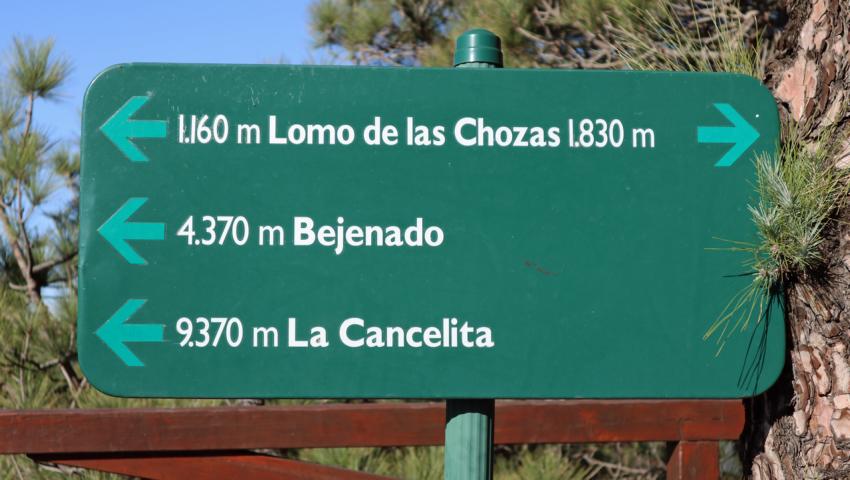 1.160 m Lomo de las Chozas 1.830 m
4.370 m Bejenado
9.370 m La Cancelita